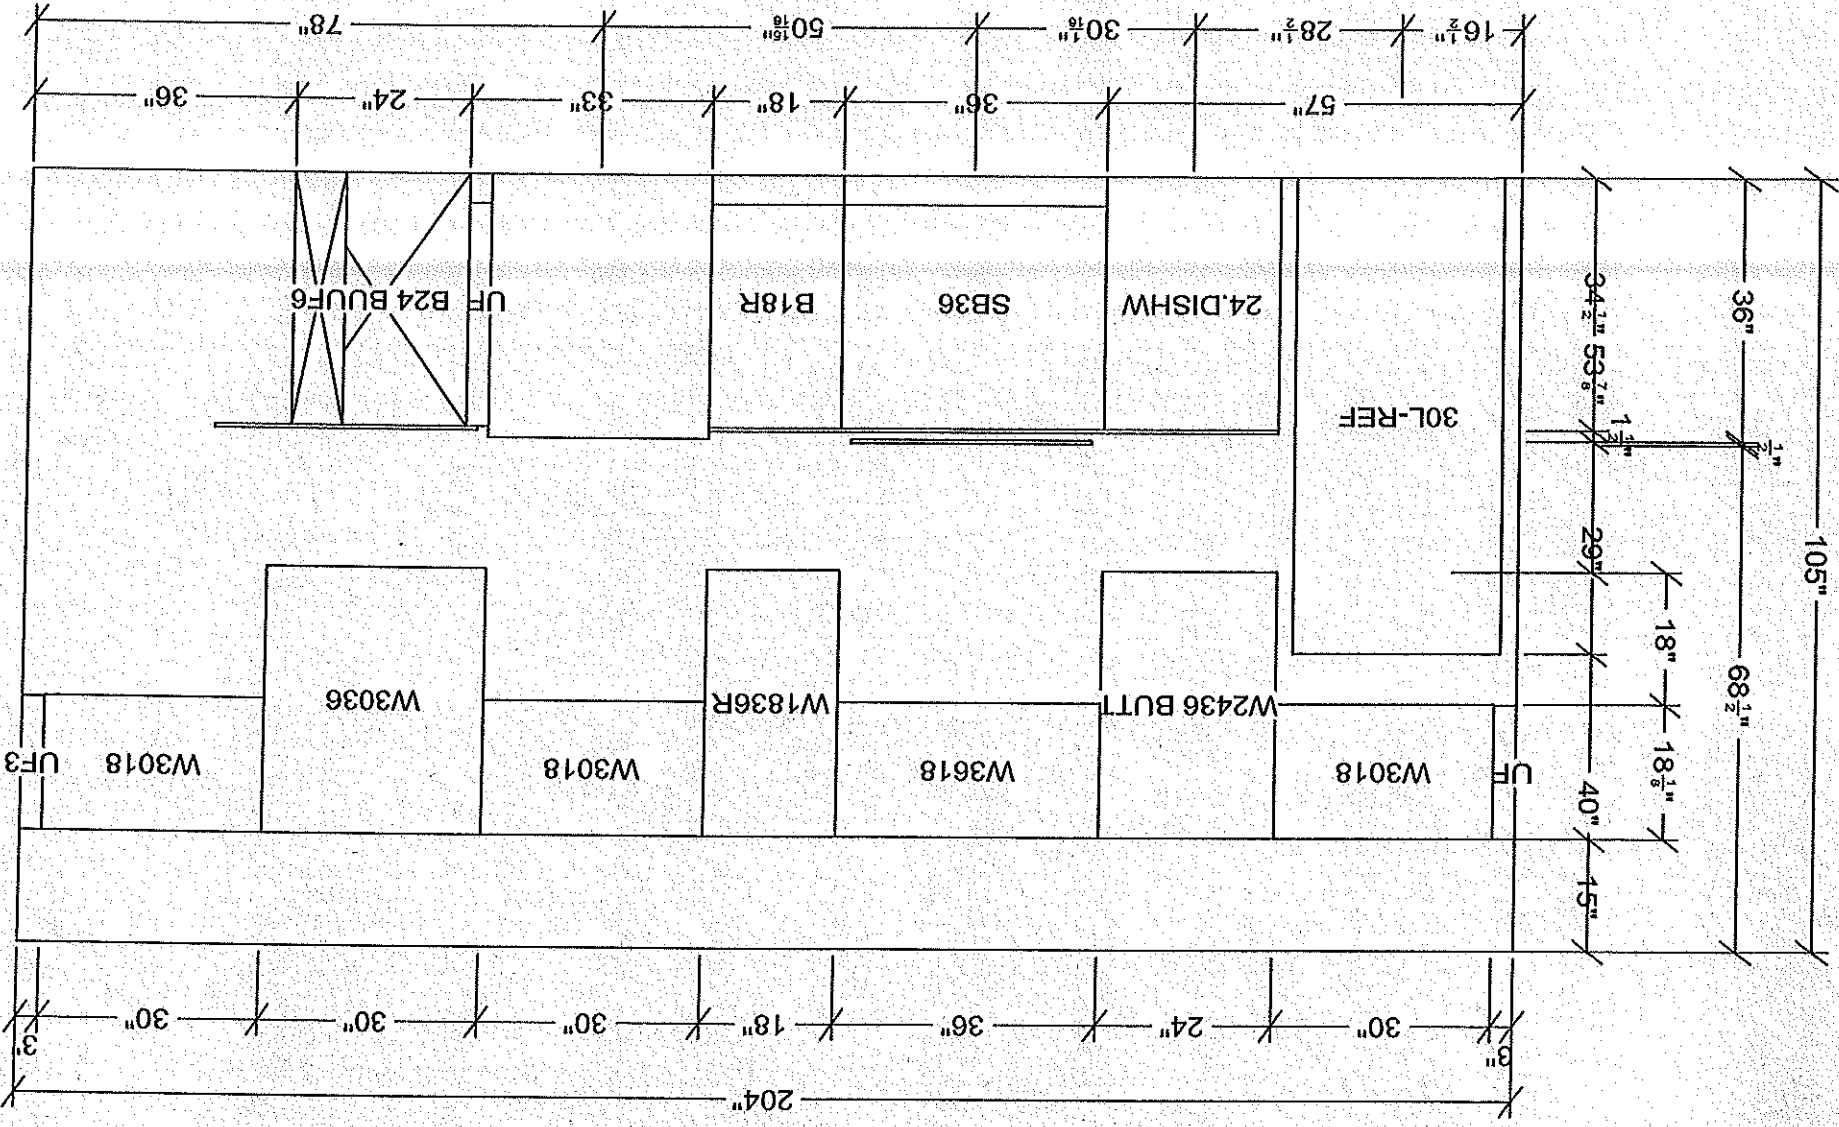 204"
3" 30" 24" 36" 18" 30" 30" 30" 3"
15"
UF W3018 W3618 W3018 W3018 UF3
40" 18 1/8"
W2436 BUTT W1836R W3036
68 1/2"
18"
105"
29"
1/2"
1 1/2"
30L-REF
53 7/8"
34 1/2"
36"
24.DISHW SB36 B18R UF B24 BUUF6
57" 36" 18" 33" 24" 36"
16 1/2" 28 1/2" 30 1/16" 50 15/16" 78"